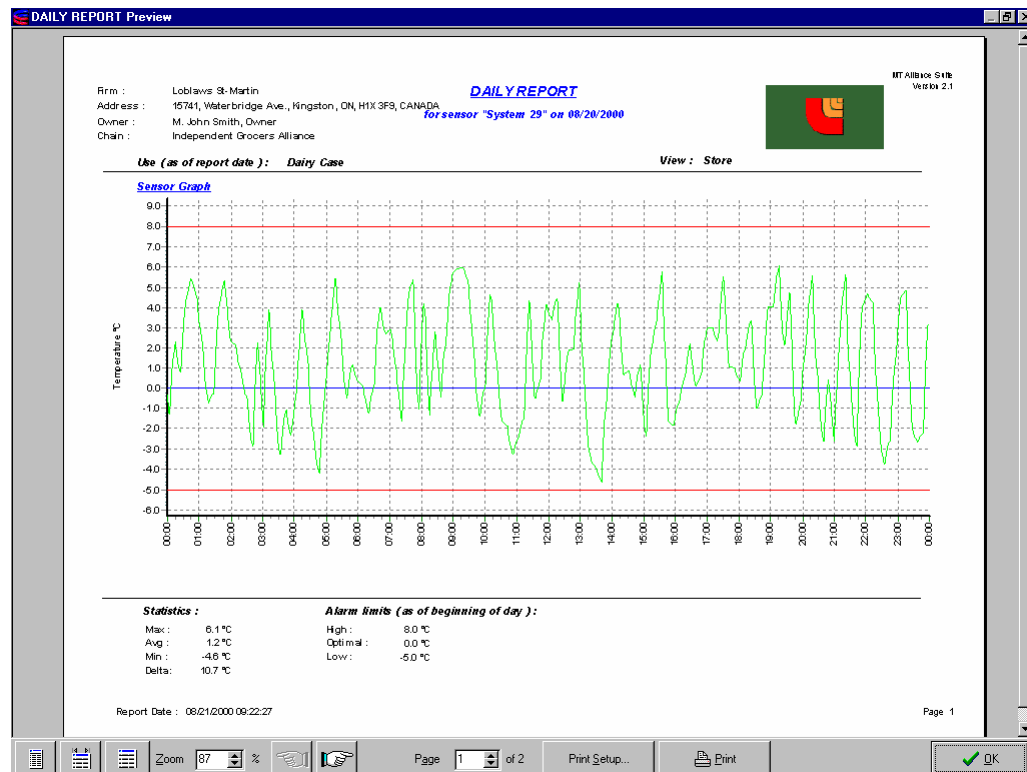 DAILY REPORT Preview
MT Alliance Suite
Version 2.1
Firm : Loblaws St-Martin
Address : 15741, Waterbridge Ave., Kingston, ON, H1X 3F9, CANADA
Owner : M. John Smith, Owner
Chain : Independent Grocers Alliance
DAILY REPORT
for sensor "System 29" on 08/20/2000
Use (as of report date ) : Dairy Case View : Store
Sensor Graph
Temperature ºC
9.0
8.0
7.0
6.0
5.0
4.0
3.0
2.0
1.0
0.0
-1.0
-2.0
-3.0
-4.0
-5.0
-6.0
00:00 01:00 02:00 03:00 04:00 05:00 06:00 07:00 08:00 09:00 10:00 11:00 12:00 13:00 14:00 15:00 16:00 17:00 18:00 19:00 20:00 21:00 22:00 23:00 00:00
Statistics :
Max : 6.1 ºC
Avg : 1.2 ºC
Min : -4.6 ºC
Delta: 10.7 ºC
Alarm limits (as of beginning of day ) :
High : 8.0 ºC
Optimal : 0.0 ºC
Low : -5.0 ºC
Report Date : 08/21/2000 09:22:27 Page 1
Zoom 87 % Page 1 of 2 Print Setup... Print OK